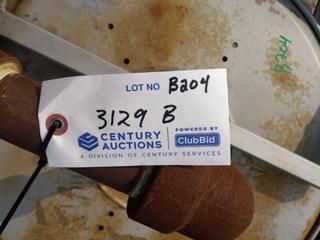 LOT NO B204
B204
3129 B
CENTURY
AUCTIONS
A DIVISION OF CENTURY SERVICES
POWERED BY
ClubBid